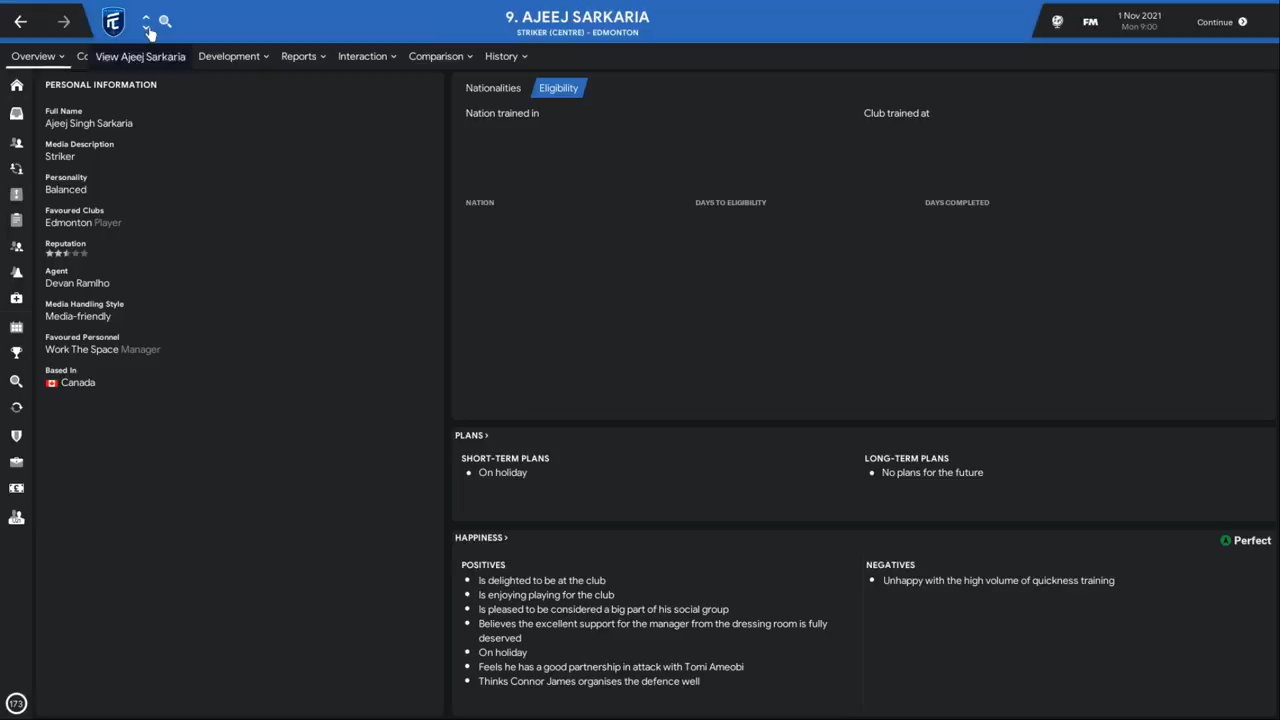 9. AJEEJ SARKARIA
STRIKER (CENTRE) - EDMONTON
FM
1 Nov 2021
Mon 9:00
Continue
Overview
View Ajeej Sarkaria
Development
Reports
Interaction
Comparison
History
PERSONAL INFORMATION
Full Name
Ajeej Singh Sarkaria
Media Description
Striker
Personality
Balanced
Favoured Clubs
Edmonton Player
Reputation
Agent
Devan Ramlho
Media Handling Style
Media-friendly
Favoured Personnel
Work The Space Manager
Based In
Canada
Nationalities
Eligibility
Nation trained in
Club trained at
NATION
DAYS TO ELIGIBILITY
DAYS COMPLETED
PLANS >
SHORT-TERM PLANS
• On holiday
LONG-TERM PLANS
• No plans for the future
HAPPINESS >
Perfect
POSITIVES
• Is delighted to be at the club
• Is enjoying playing for the club
• Is pleased to be considered a big part of his social group
• Believes the excellent support for the manager from the dressing room is fully
deserved
• On holiday
• Feels he has a good partnership in attack with Tomi Ameobi
• Thinks Connor James organises the defence well
NEGATIVES
• Unhappy with the high volume of quickness training
173